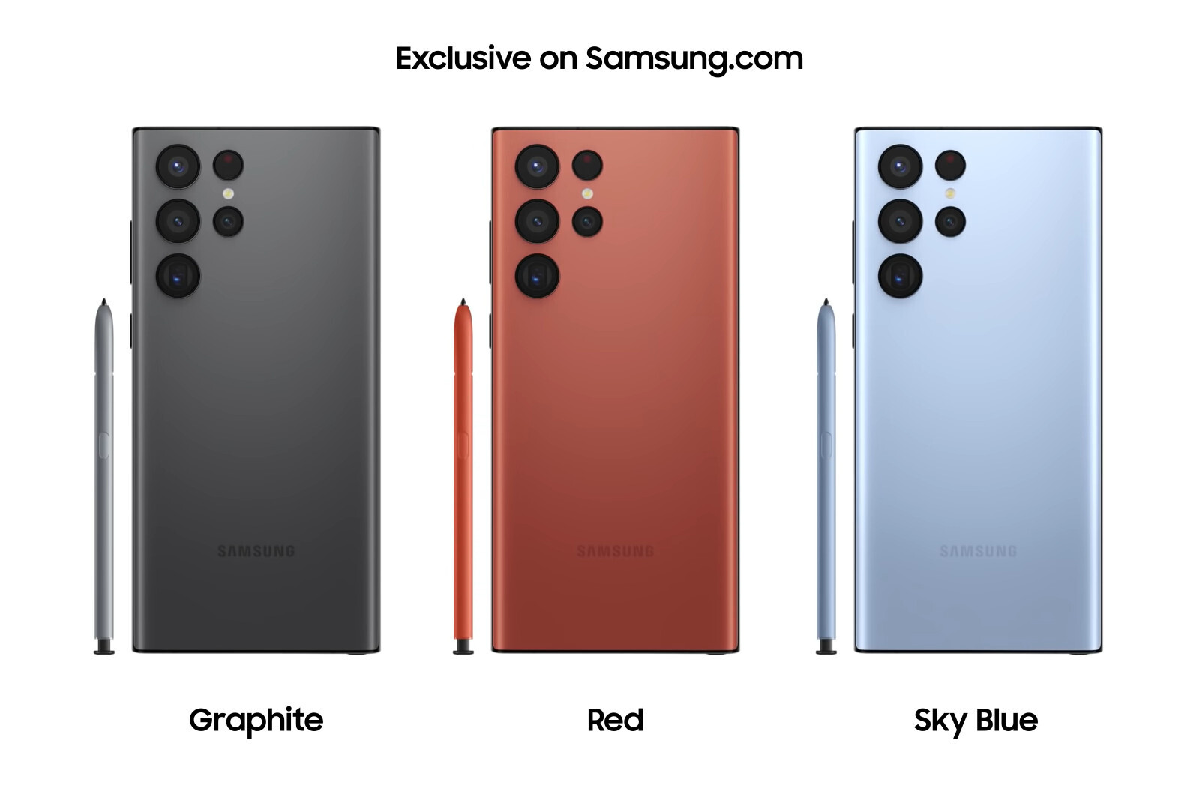 Exclusive on Samsung.com
SAMSUNG
SAMSUNG
SAMSUNG
Graphite
Red
Sky Blue